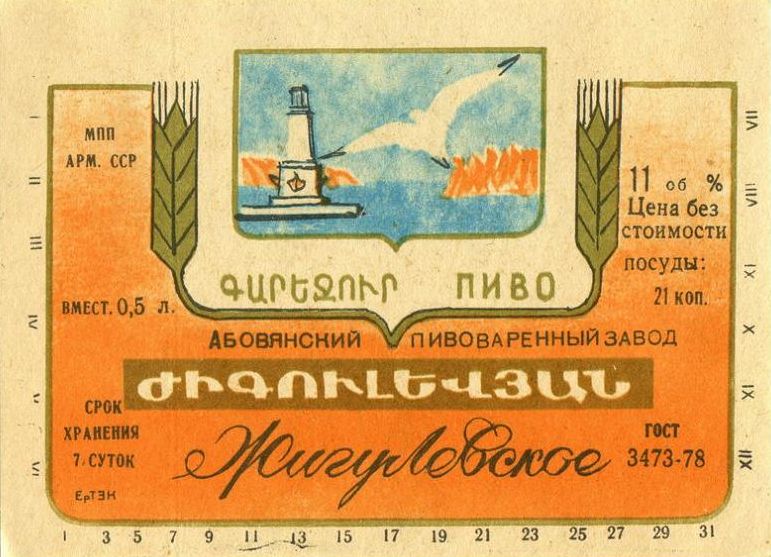 МПП
АРМ. ССР
ВМЕСТ. 0,5 л.
11 об %
Цена без
стоимости
посуды:
21 коп.
ԳԱՐԵՋՈՒՐ ПИВО
АБОВЯНСКИЙ ПИВОВАРЕННЫЙ ЗАВОД
ԺԻԳՈՒԼԵՎՅԱՆ
Жигулевское
СРОК
ХРАНЕНИЯ
7 СУТОК
ЕрТЭК
ГОСТ
3473-78
I II III IV V VI
VII VIII IX X XI XII
1 3 5 7 9 11 13 15 17 19 21 23 25 27 29 31